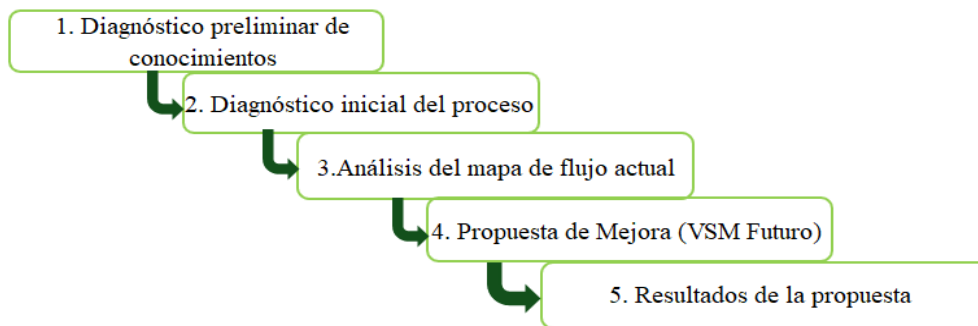 1. Diagnóstico preliminar de
conocimientos
2. Diagnóstico inicial del proceso
3.Análisis del mapa de flujo actual
4. Propuesta de Mejora (VSM Futuro)
5. Resultados de la propuesta